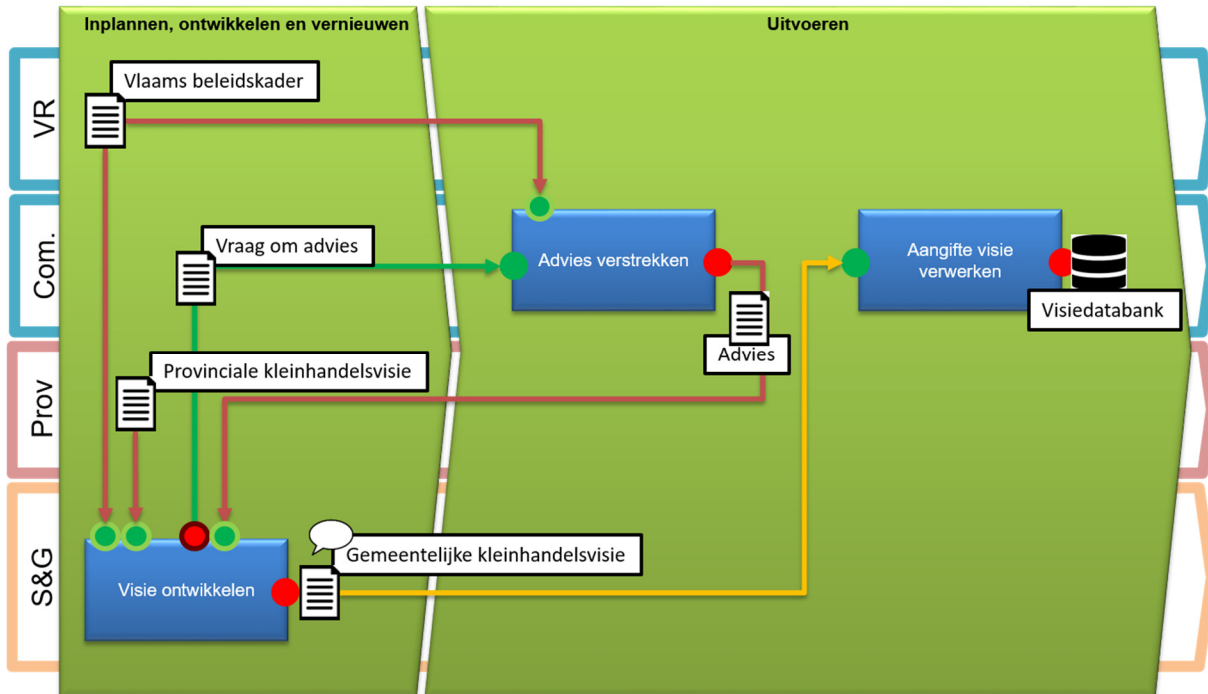 Inplannen, ontwikkelen en vernieuwen
Uitvoeren
VR
Vlaams beleidskader
Com.
Vraag om advies
Advies verstrekken
Aangifte visie
verwerken
Visiedatabank
Advies
Prov
Provinciale kleinhandelsvisie
S&G
Visie ontwikkelen
Gemeentelijke kleinhandelsvisie